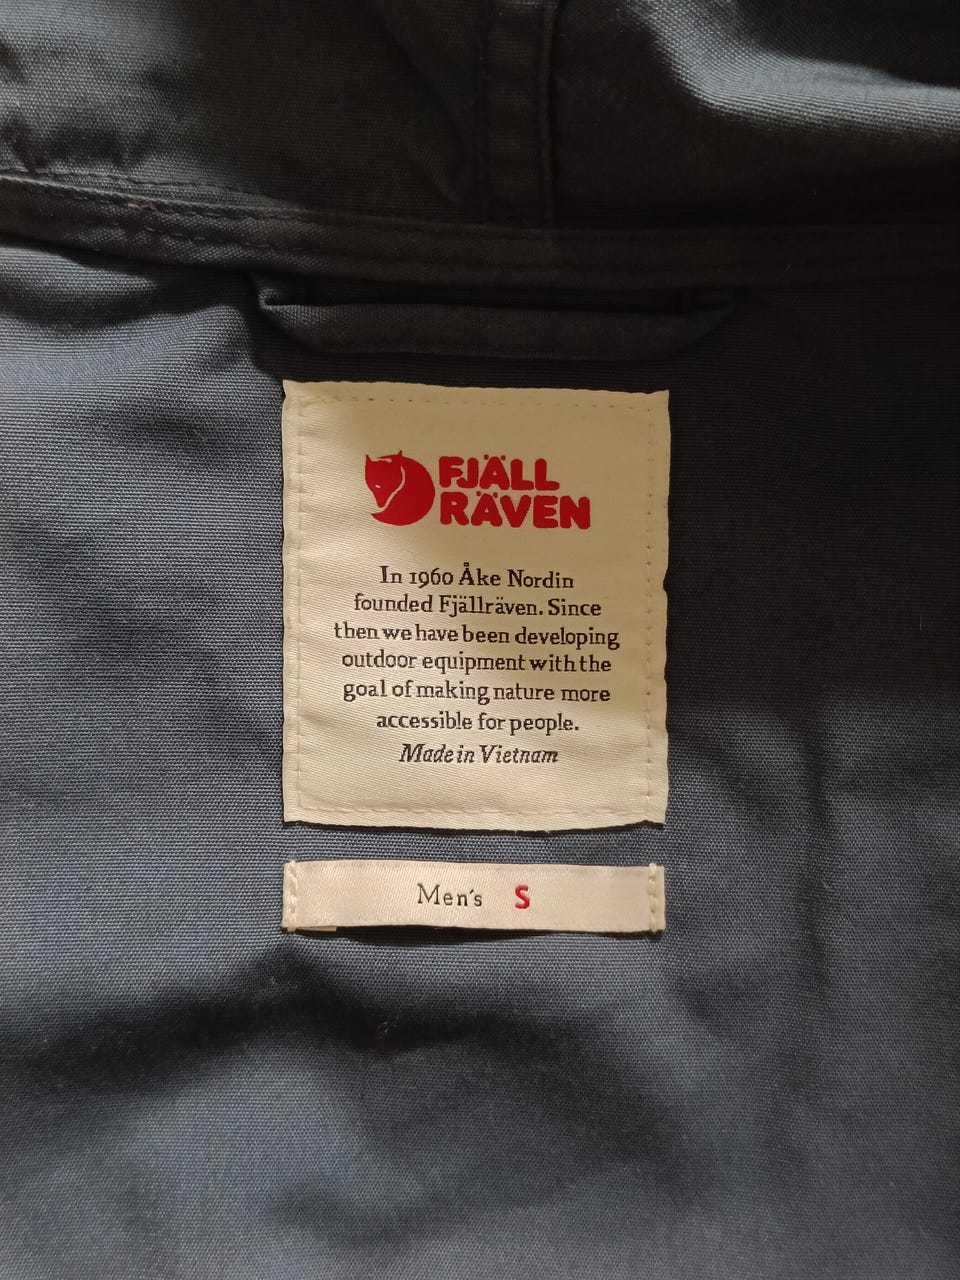 FJÄLL
RÄVEN
In 1960 Åke Nordin
founded Fjällräven. Since
then we have been developing
outdoor equipment with the
goal of making nature more
accessible for people.
Made in Vietnam
Men's S